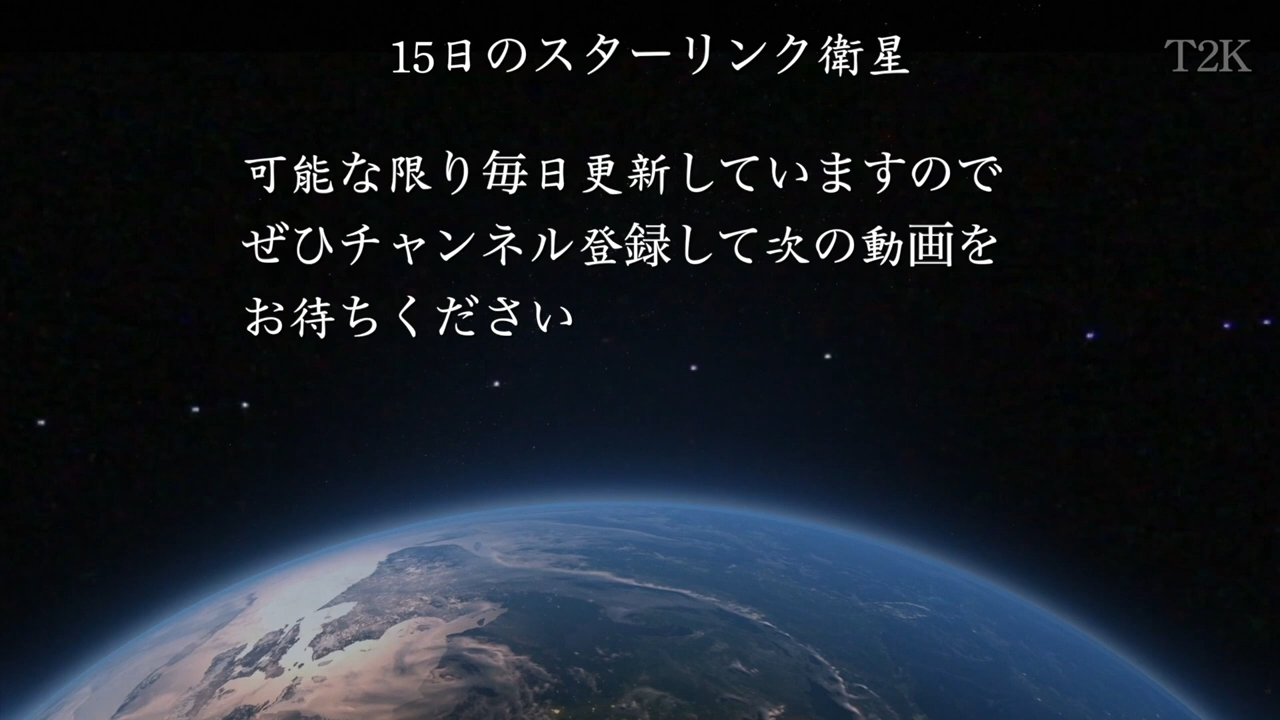 15日のスターリンク衛星
T2K
可能な限り毎日更新していますので
ぜひチャンネル登録して次の動画を
お待ちください